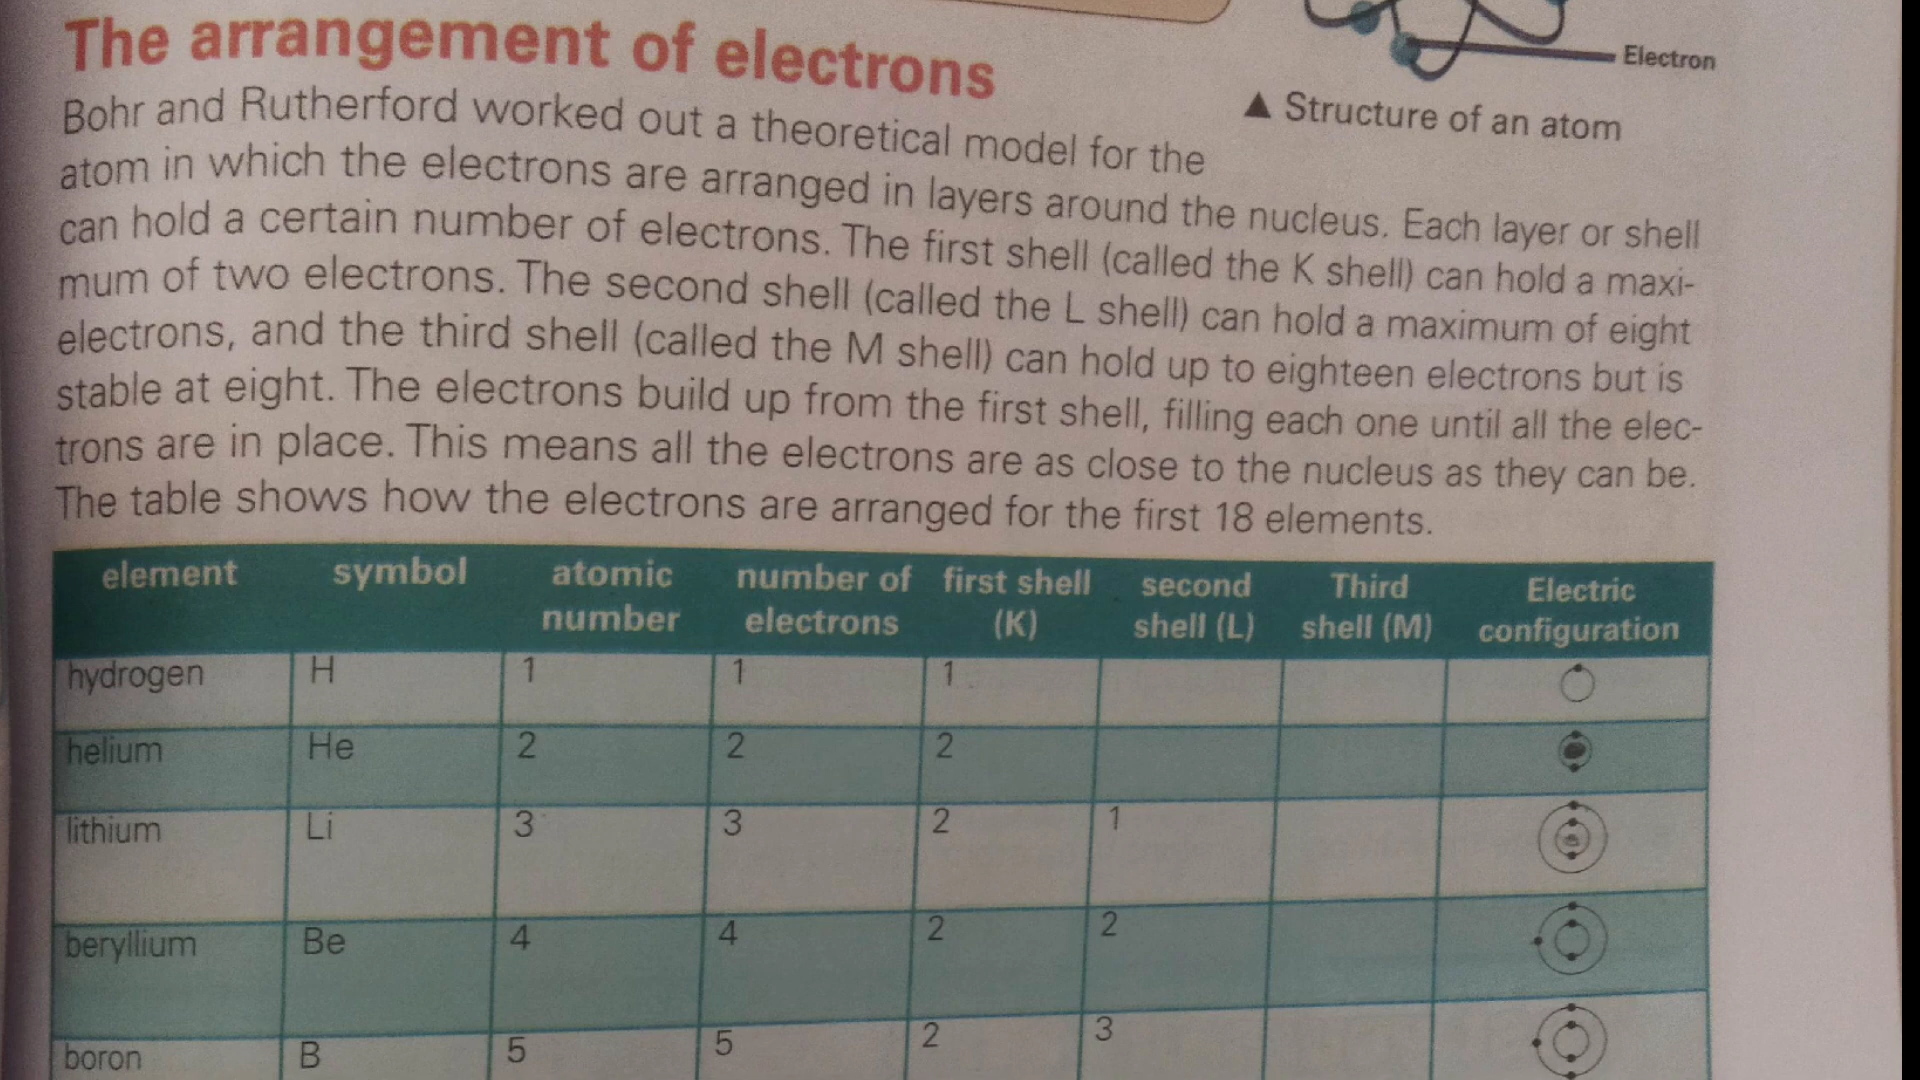 The arrangement of electrons
Electron
▲ Structure of an atom
Bohr and Rutherford worked out a theoretical model for the
atom in which the electrons are arranged in layers around the nucleus. Each layer or shell
can hold a certain number of electrons. The first shell (called the K shell) can hold a maxi-
mum of two electrons. The second shell (called the L shell) can hold a maximum of eight
electrons, and the third shell (called the M shell) can hold up to eighteen electrons but is
stable at eight. The electrons build up from the first shell, filling each one until all the elec-
trons are in place. This means all the electrons are as close to the nucleus as they can be.
The table shows how the electrons are arranged for the first 18 elements.
element symbol atomic number number of electrons first shell (K) second shell (L) Third shell (M) Electric configuration
hydrogen H 1 1 1
helium He 2 2 2
lithium Li 3 3 2 1
beryllium Be 4 4 2 2
boron B 5 5 2 3